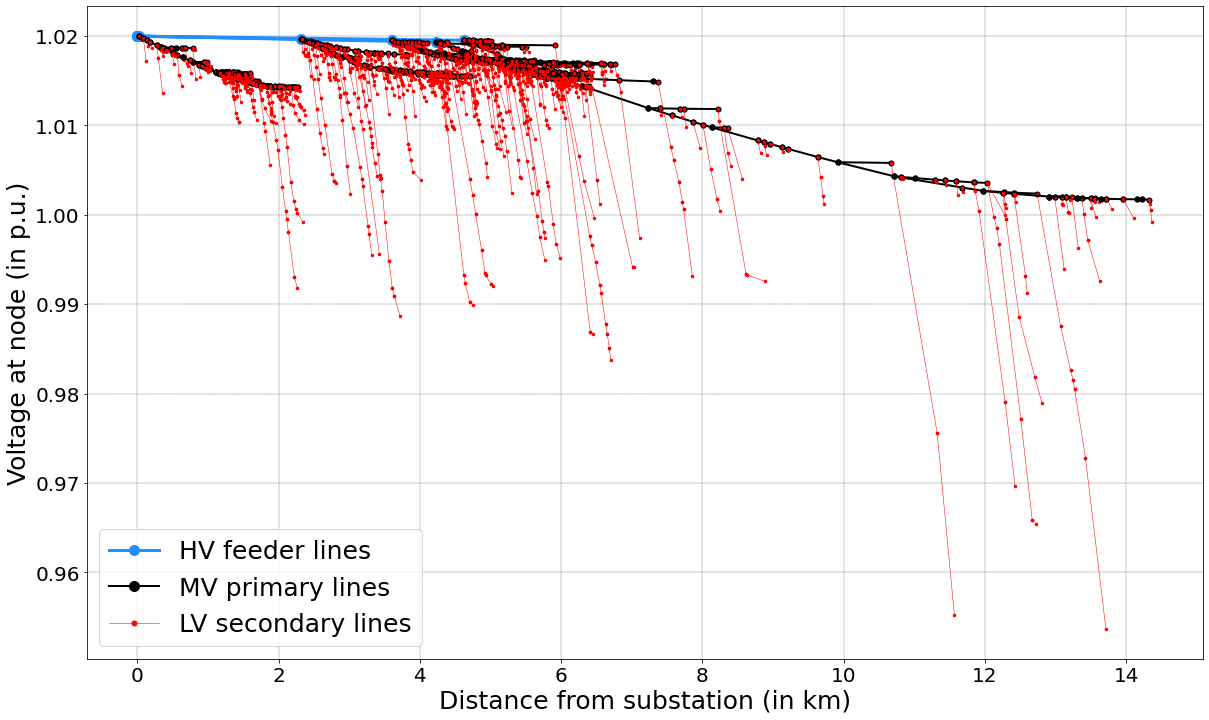 1.02
1.01
1.00
0.99
0.98
0.97
0.96
Voltage at node (in p.u.)
HV feeder lines
MV primary lines
LV secondary lines
0 2 4 6 8 10 12 14
Distance from substation (in km)